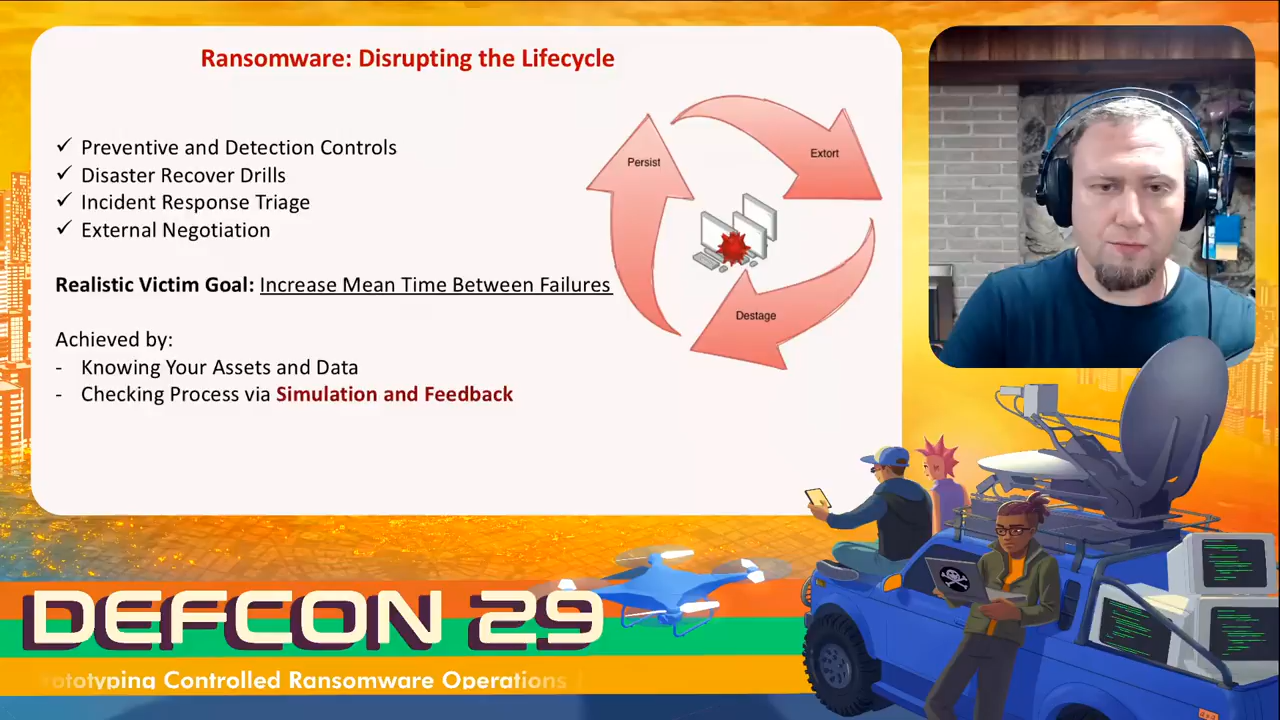 Ransomware: Disrupting the Lifecycle
✓ Preventive and Detection Controls
✓ Disaster Recover Drills
✓ Incident Response Triage
✓ External Negotiation
Realistic Victim Goal: Increase Mean Time Between Failures
Achieved by:
- Knowing Your Assets and Data
- Checking Process via Simulation and Feedback
Persist
Extort
Destage
DEFCON 29
ototyping Controlled Ransomware Operations